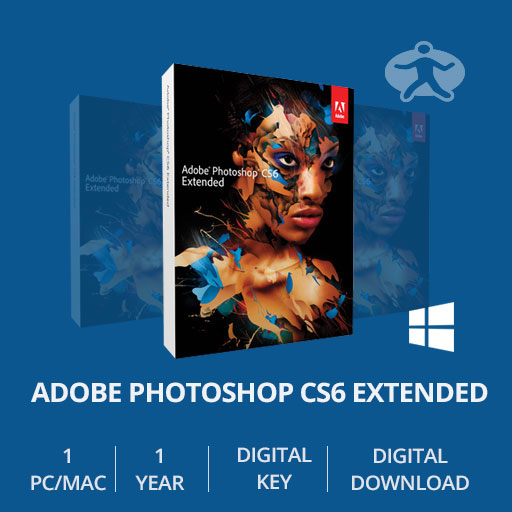 Adobe
Adobe Photoshop CS6 Extended
Adobe® Photoshop® CS6
Extended
Adobe® Ph
Extended
ADOBE PHOTOSHOP CS6 EXTENDED
1
PC/MAC
1
YEAR
DIGITAL
KEY
DIGITAL
DOWNLOAD